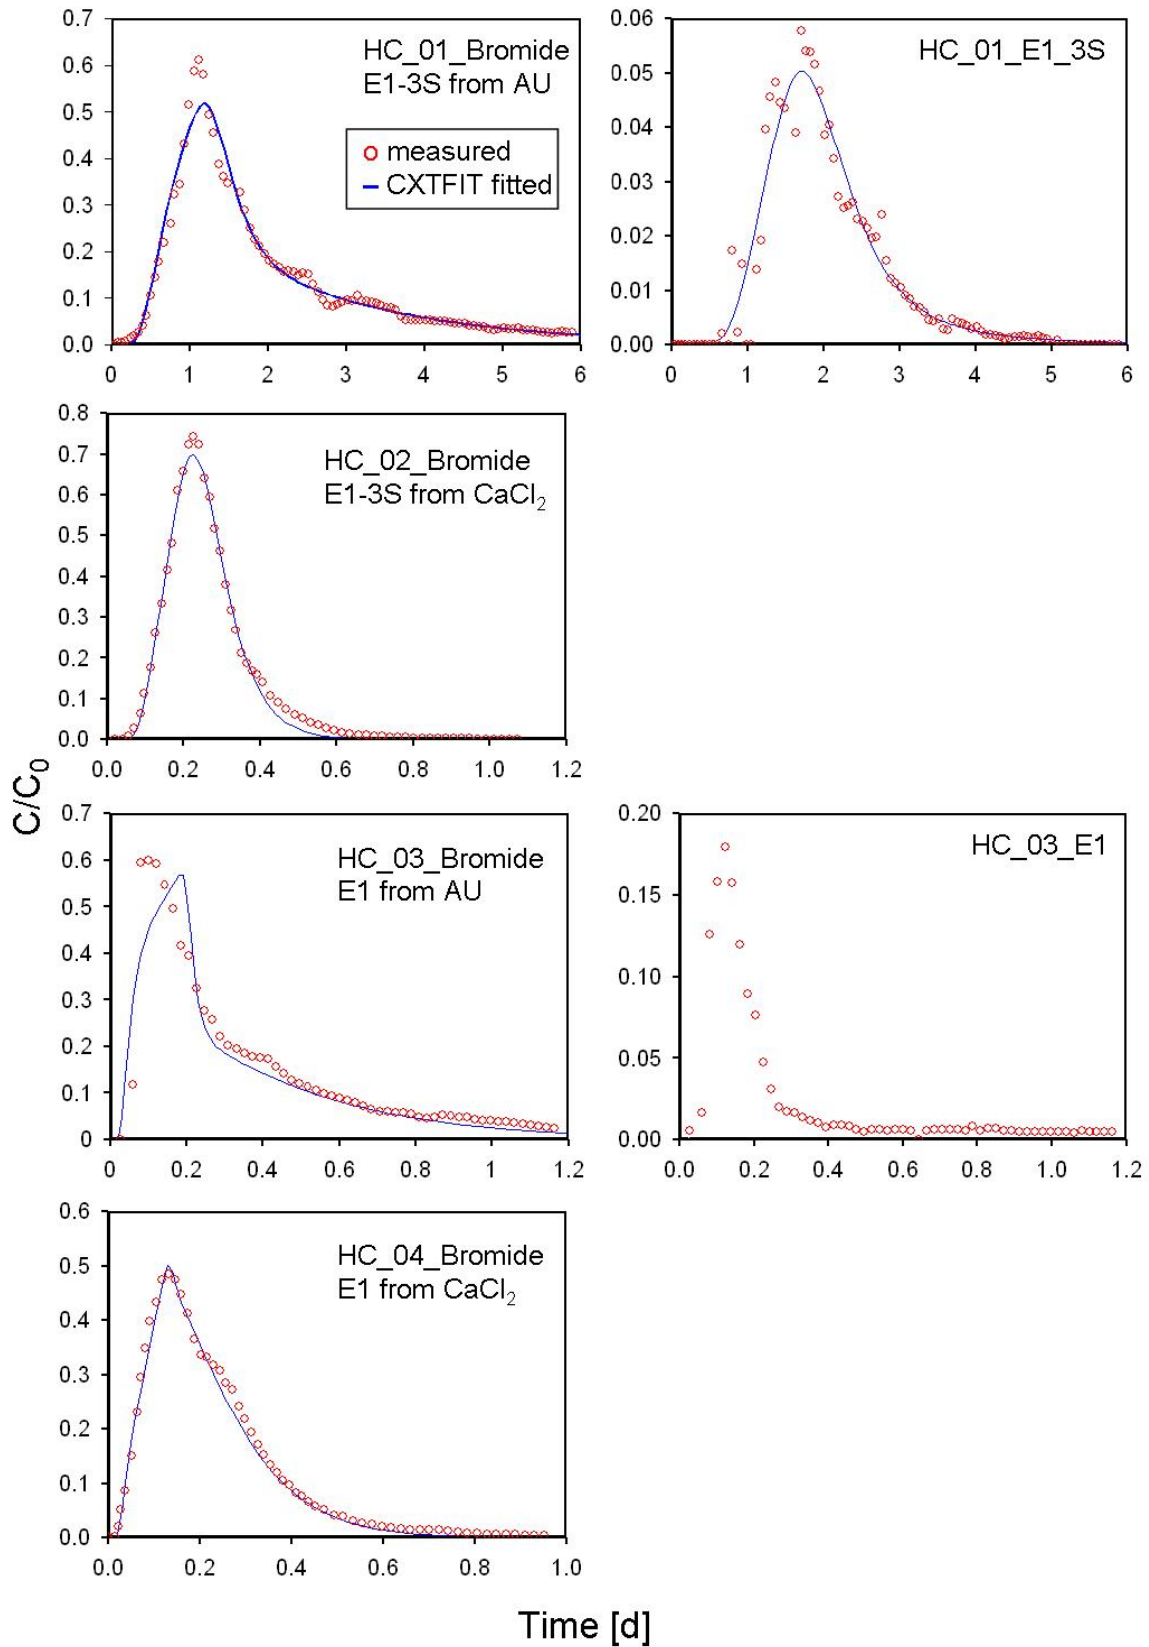 0.7
0.6
0.5
0.4
0.3
0.2
0.1
0.0
0 1 2 3 4 5 6
HC_01_Bromide
E1-3S from AU
measured
CXTFIT fitted
0.06
0.05
0.04
0.03
0.02
0.01
0.00
0 1 2 3 4 5 6
HC_01_E1_3S
0.8
0.7
0.6
0.5
0.4
0.3
0.2
0.1
0.0
0.0 0.2 0.4 0.6 0.8 1.0 1.2
HC_02_Bromide
E1-3S from CaCl₂
C/C₀
0.7
0.6
0.5
0.4
0.3
0.2
0.1
0
0 0.2 0.4 0.6 0.8 1 1.2
HC_03_Bromide
E1 from AU
0.20
0.15
0.10
0.05
0.00
0.0 0.2 0.4 0.6 0.8 1.0 1.2
HC_03_E1
0.6
0.5
0.4
0.3
0.2
0.1
0.0
0.0 0.2 0.4 0.6 0.8 1.0
HC_04_Bromide
E1 from CaCl₂
Time [d]